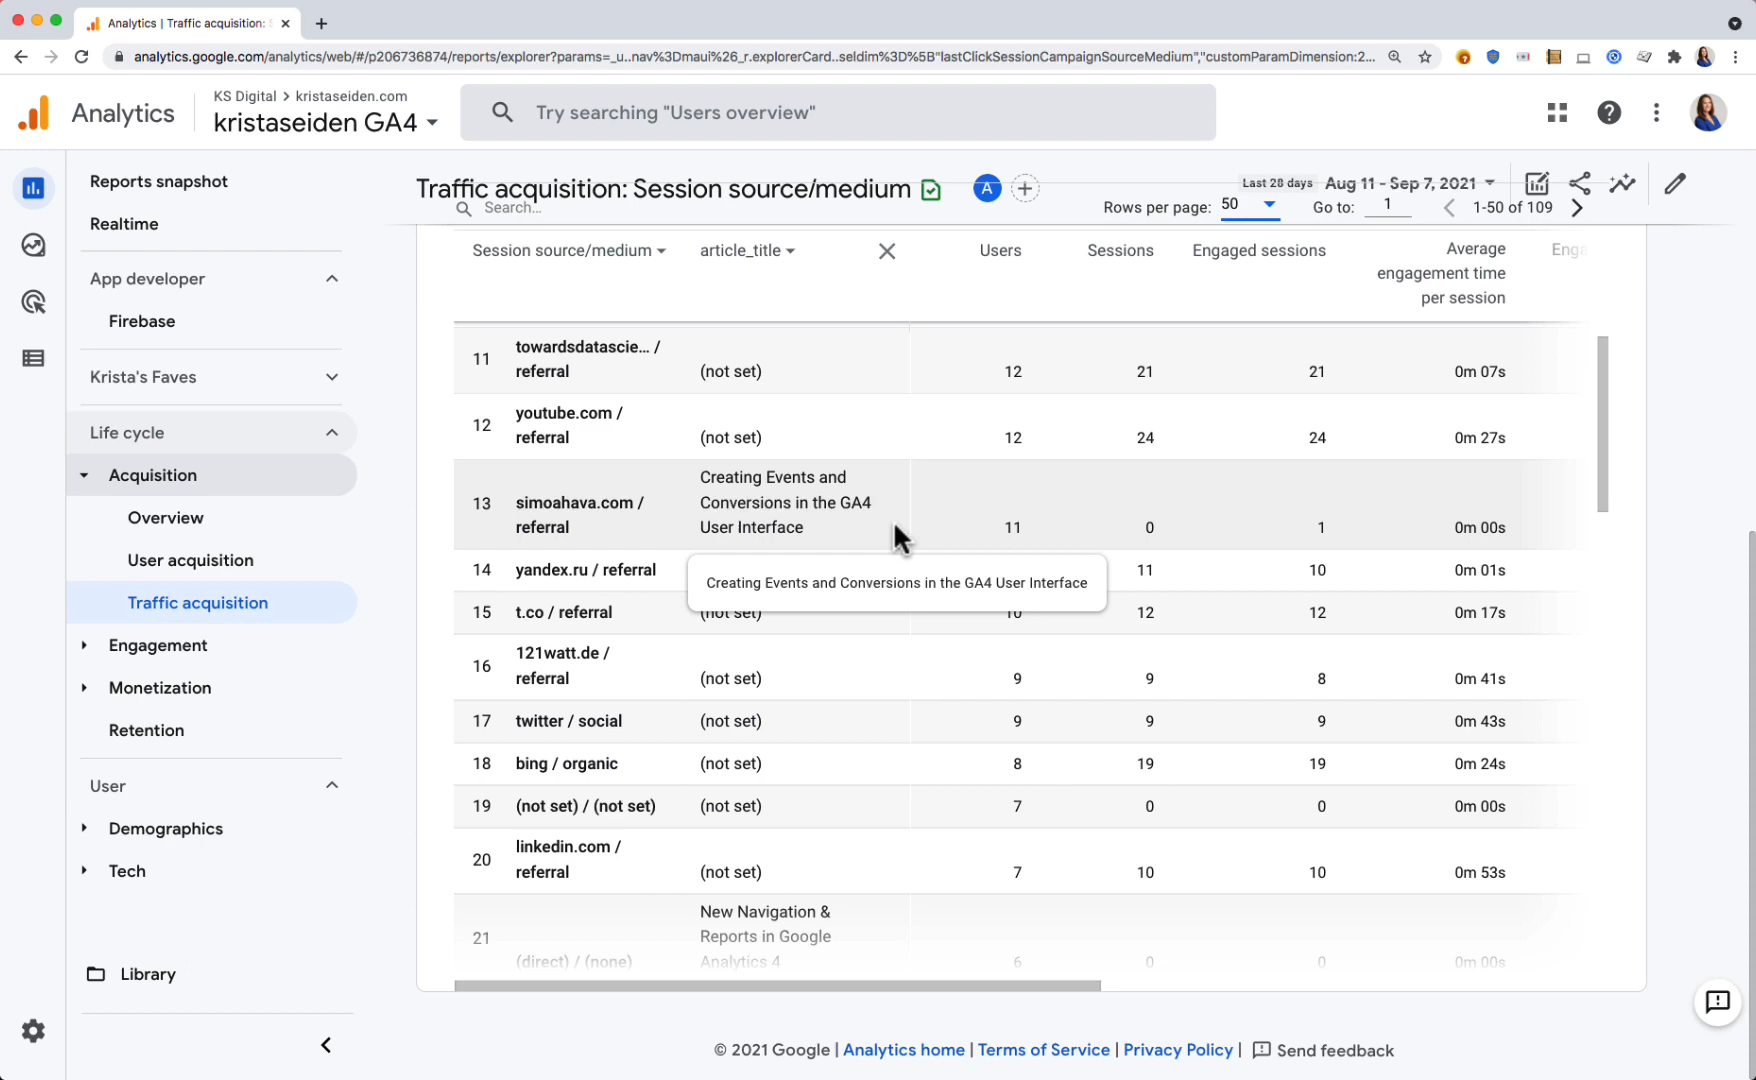 Analytics | Traffic acquisition: S
analytics.google.com/analytics/web/#/p206736874/reports/explorer?params=_u..nav%3Dmaui%26_r.explorerCard..seldim%3D%5B"lastClickSessionCampaignSourceMedium","customParamDimension:2...
Analytics
KS Digital > kristaseiden.com
kristaseiden GA4
Try searching "Users overview"
Reports snapshot
Realtime
App developer
Firebase
Krista's Faves
Life cycle
Acquisition
Overview
User acquisition
Traffic acquisition
Engagement
Monetization
Retention
User
Demographics
Tech
Library
Traffic acquisition: Session source/medium
A
Last 28 days Aug 11 - Sep 7, 2021
Search...
Rows per page: 50
Go to: 1
1-50 of 109
Session source/medium
article_title
Users
Sessions
Engaged sessions
Average
engagement time
per session
Enga
11 towardsdatascie... /
referral (not set) 12 21 21 0m 07s
12 youtube.com /
referral (not set) 12 24 24 0m 27s
Creating Events and
13 simoahava.com / Conversions in the GA4
referral User Interface 11 0 1 0m 00s
14 yandex.ru / referral 11 10 0m 01s
Creating Events and Conversions in the GA4 User Interface
15 t.co / referral (not set) 10 12 12 0m 17s
16 121watt.de /
referral (not set) 9 9 8 0m 41s
17 twitter / social (not set) 9 9 9 0m 43s
18 bing / organic (not set) 8 19 19 0m 24s
19 (not set) / (not set) (not set) 7 0 0 0m 00s
20 linkedin.com /
referral (not set) 7 10 10 0m 53s
New Navigation &
21 Reports in Google
(direct) / (none) Analytics 4 6 0 0 0m 00s
© 2021 Google | Analytics home | Terms of Service | Privacy Policy | Send feedback